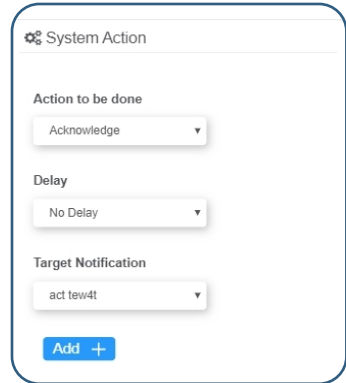 System Action
Action to be done
Acknowledge
Delay
No Delay
Target Notification
act tew4t
Add +